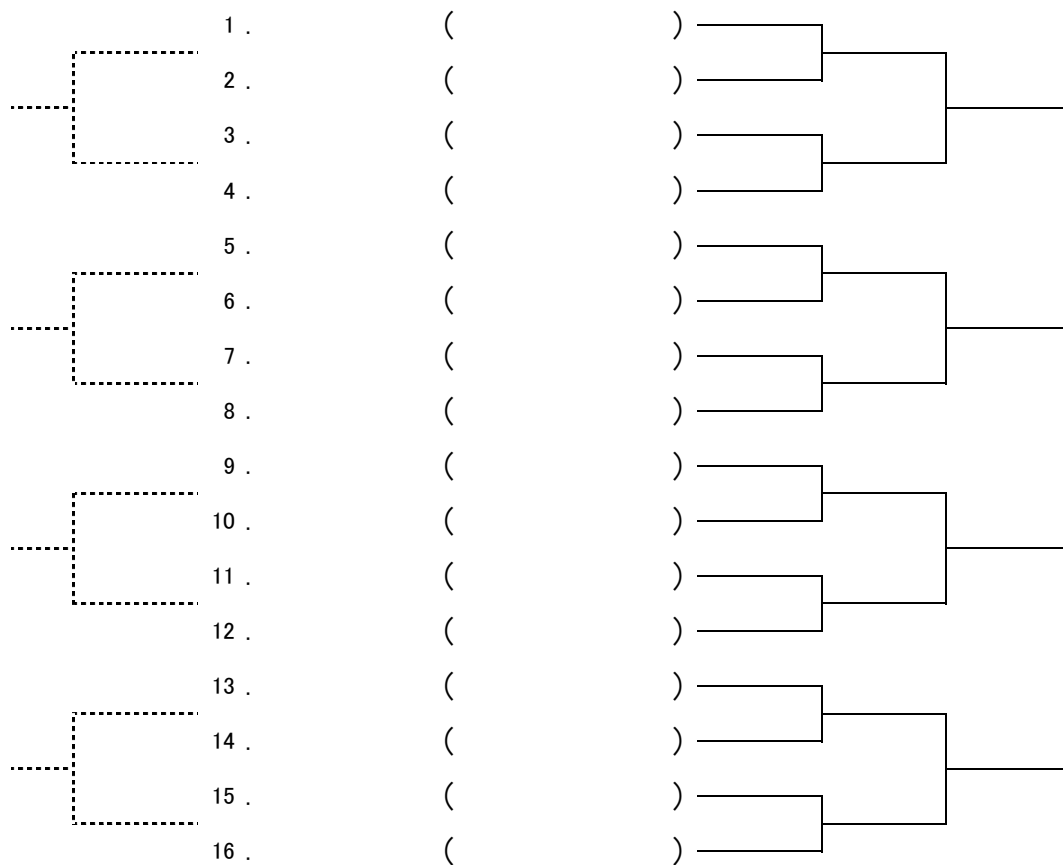 1 . ( )
2 . ( )
3 . ( )
4 . ( )
5 . ( )
6 . ( )
7 . ( )
8 . ( )
9 . ( )
10 . ( )
11 . ( )
12 . ( )
13 . ( )
14 . ( )
15 . ( )
16 . ( )